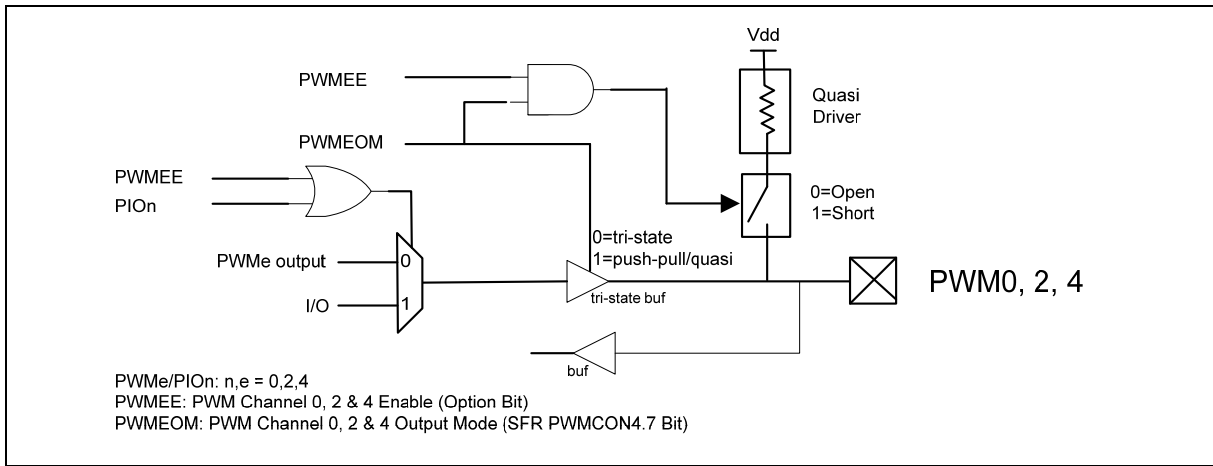 Vdd
PWMEE
Quasi
Driver
PWMEOM
PWMEE
PIOn
0=Open
1=Short
0=tri-state
1=push-pull/quasi
PWMe output
0
I/O
1
tri-state buf
PWM0, 2, 4
buf
PWMe/PIOn: n,e = 0,2,4
PWMEE: PWM Channel 0, 2 & 4 Enable (Option Bit)
PWMEOM: PWM Channel 0, 2 & 4 Output Mode (SFR PWMCON4.7 Bit)